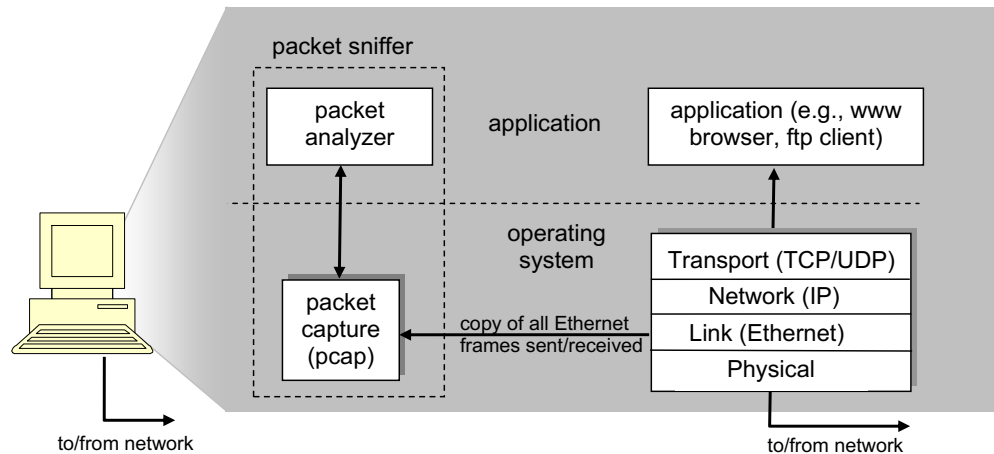 packet sniffer
packet
analyzer
application
application (e.g., www
browser, ftp client)
operating
system
packet
capture
(pcap)
copy of all Ethernet
frames sent/received
Transport (TCP/UDP)
Network (IP)
Link (Ethernet)
Physical
to/from network
to/from network